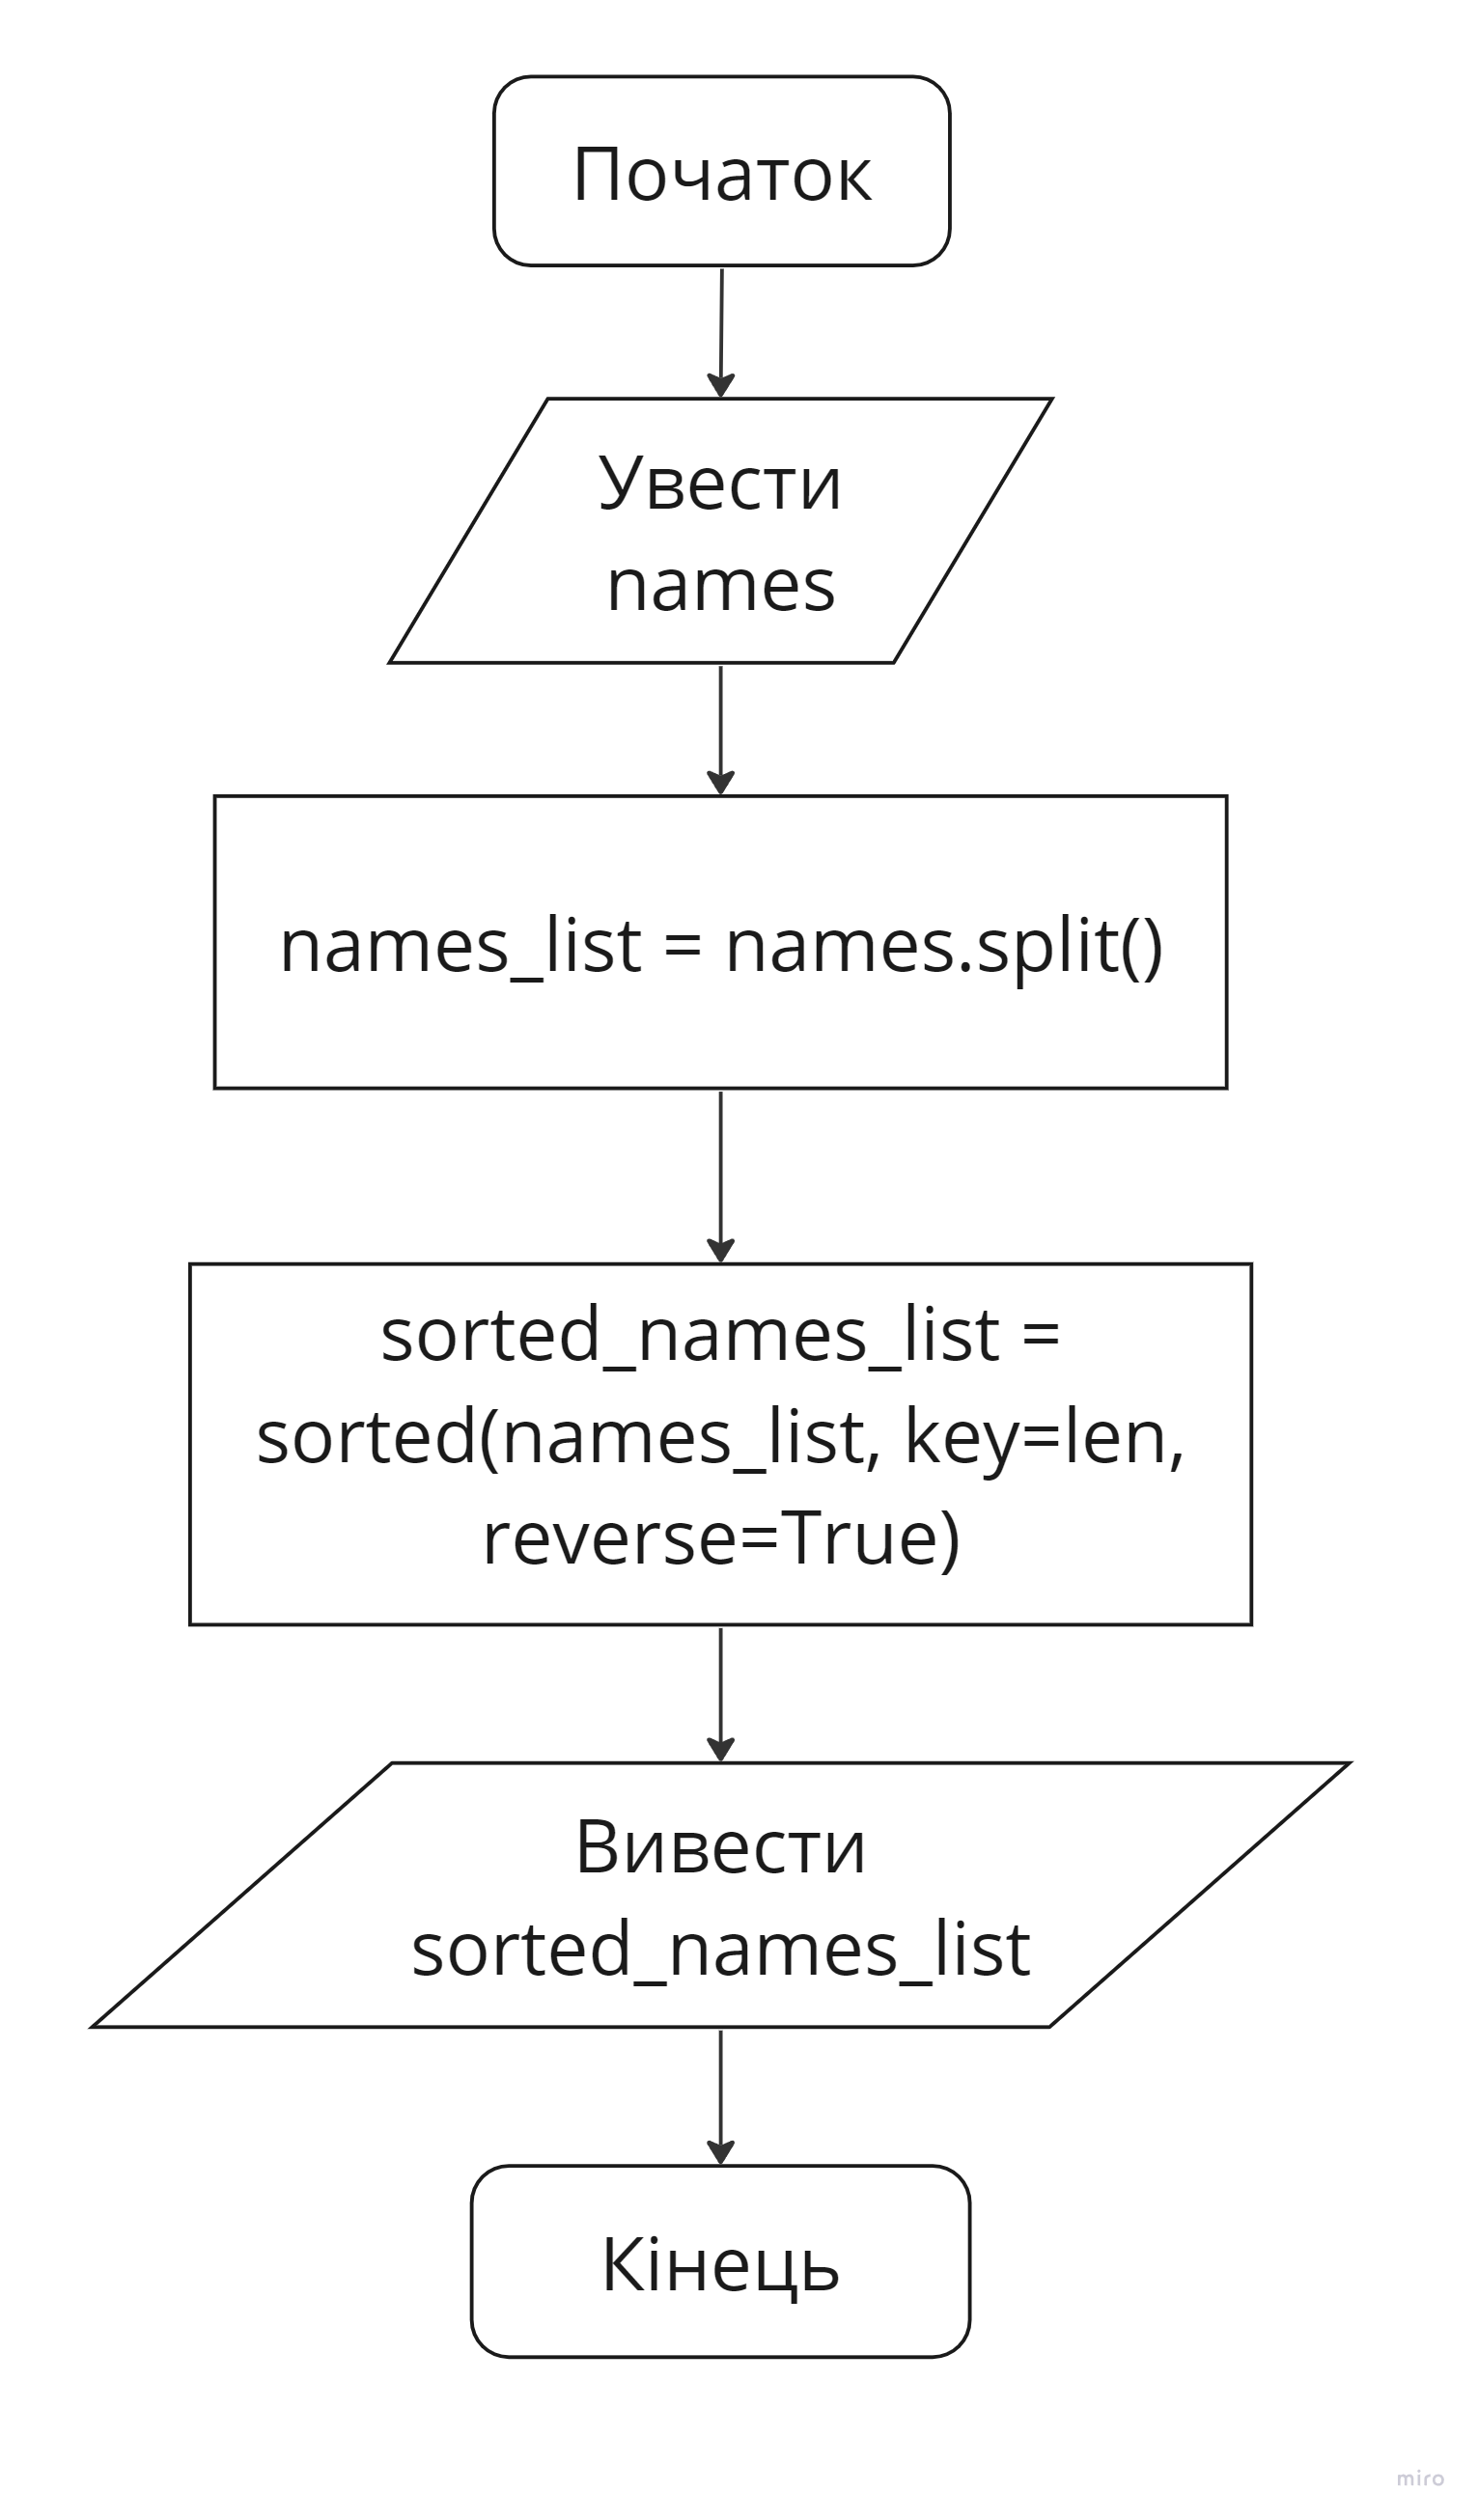 Початок
Увести
names
names_list = names.split()
sorted_names_list =
sorted(names_list, key=len,
reverse=True)
Вивести
sorted_names_list
Кінець
miro